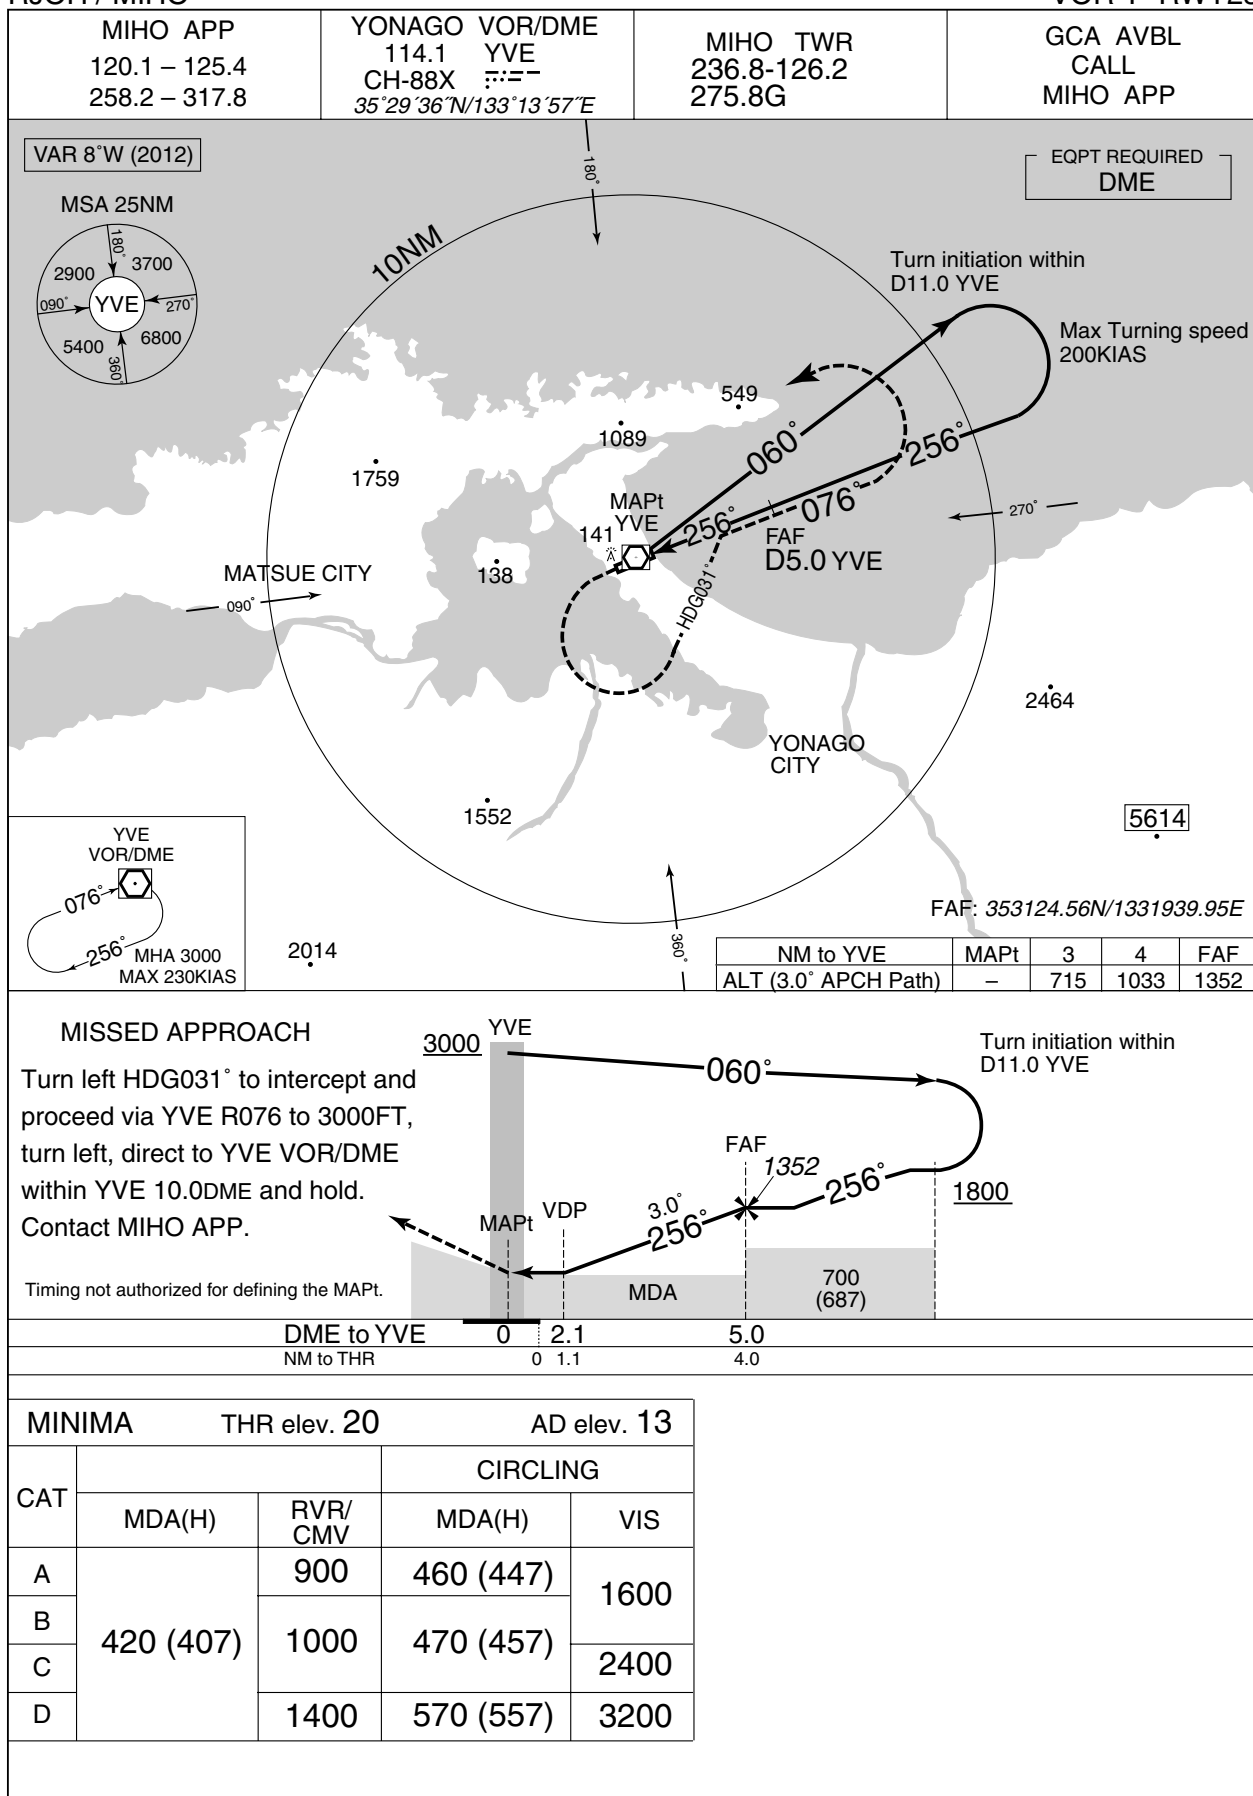 MIHO APP
120.1 – 125.4
258.2 – 317.8
YONAGO VOR/DME
114.1 YVE
CH-88X
35°29´36˝N/133°13´57˝E
MIHO TWR
236.8-126.2
275.8G
GCA AVBL
CALL
MIHO APP
VAR 8°W (2012)
EQPT REQUIRED
DME
MSA 25NM
180°
2900
3700
090°
YVE
270°
5400
6800
360°
180°
10NM
Turn initiation within
D11.0 YVE
Max Turning speed
200KIAS
549
1089
060°
256°
1759
MAPt
YVE
256°
076°
270°
141
FAF
D5.0 YVE
138
MATSUE CITY
090°
HDG031°
2464
YONAGO
CITY
1552
5614
YVE
VOR/DME
076°
256°
MHA 3000
MAX 230KIAS
2014
360°
FAF: 353124.56N/1331939.95E
NM to YVE MAPt 3 4 FAF
ALT (3.0° APCH Path) – 715 1033 1352
MISSED APPROACH
Turn left HDG031° to intercept and
proceed via YVE R076 to 3000FT,
turn left, direct to YVE VOR/DME
within YVE 10.0DME and hold.
Contact MIHO APP.
Timing not authorized for defining the MAPt.
YVE
3000
060°
Turn initiation within
D11.0 YVE
FAF
1352
256°
1800
3.0°
256°
VDP
MAPt
MDA
700
(687)
DME to YVE 0 2.1 5.0
NM to THR 0 1.1 4.0
MINIMA THR elev. 20 AD elev. 13
CAT
CIRCLING
MDA(H)
RVR/
CMV
MDA(H)
VIS
A 900 460 (447) 1600
B 420 (407) 1000 470 (457)
C 2400
D 1400 570 (557) 3200